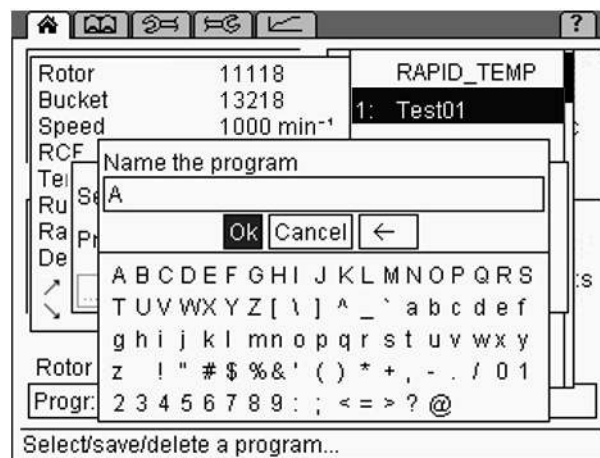 ?
Rotor 11118
Bucket 13218
Speed 1000 min⁻¹
RCF
RAPID_TEMP
1: Test01
Name the program
A
Ok Cancel ←
A B C D E F G H I J K L M N O P Q R S
T U V W X Y Z [ \ ] ^ _ ` a b c d e f
g h i j k l m n o p q r s t u v w x y
z ! " # $ % & ' ( ) * + , - . / 0 1
2 3 4 5 6 7 8 9 : ; < = > ? @
Rotor
Progr:
Select/save/delete a program...